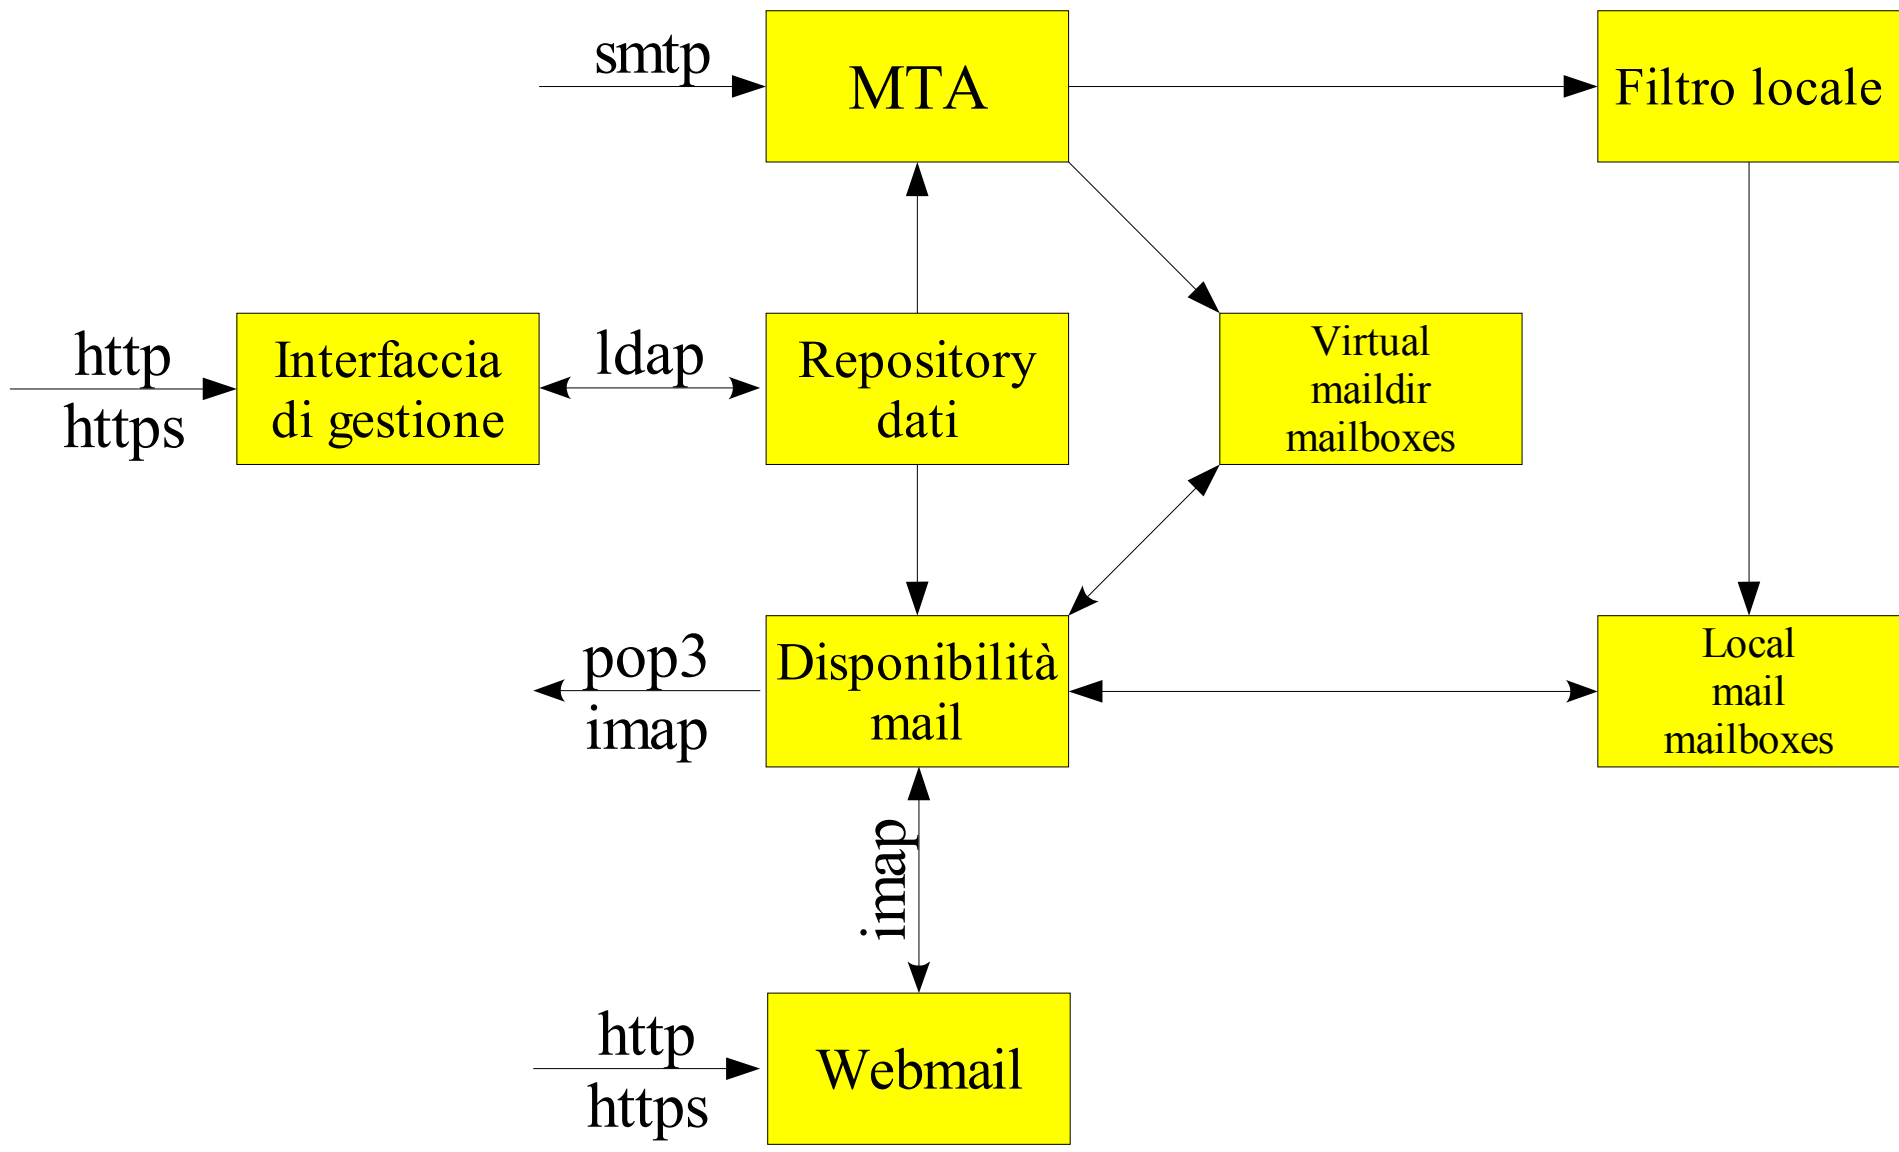 smtp
MTA
Filtro locale
http
https
Interfaccia
di gestione
ldap
Repository
dati
Virtual
maildir
mailboxes
pop3
imap
Disponibilità
mail
Local
mail
mailboxes
imap
http
https
Webmail